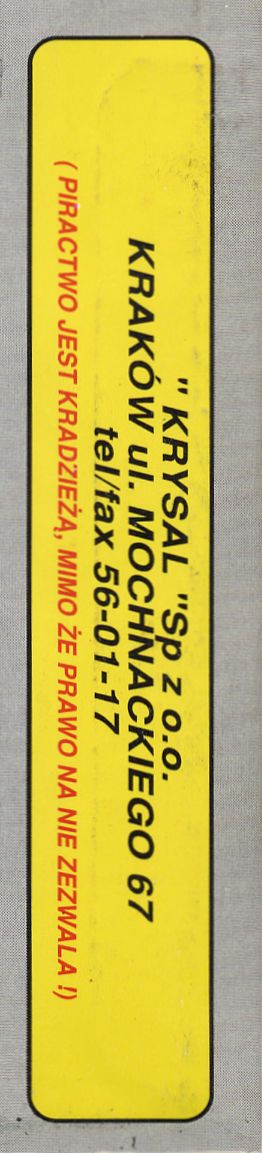 " KRYSAL "Sp z o.o.
KRAKÓW ul. MOCHNACKIEGO 67
tel/fax 56-01-17
( PIRACTWO JEST KRADZIEŻĄ, MIMO ŻE PRAWO NA NIE ZEZWALA !)